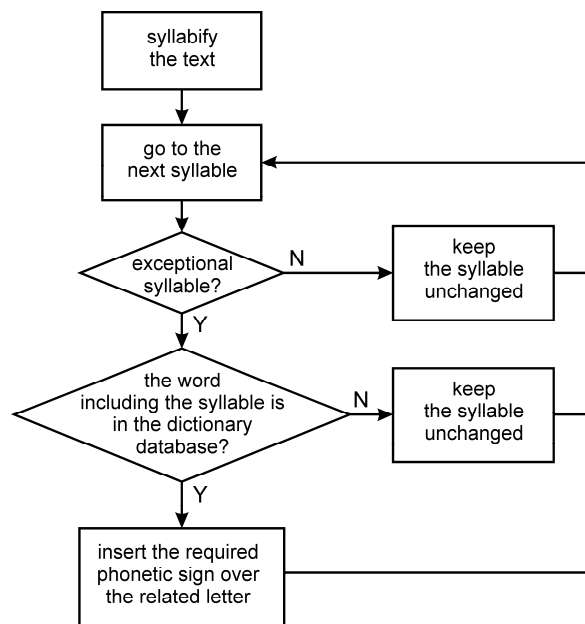 syllabify
the text
go to the
next syllable
exceptional
syllable?
N
keep
the syllable
unchanged
Y
the word
including the syllable is
in the dictionary
database?
N
keep
the syllable
unchanged
Y
insert the required
phonetic sign over
the related letter